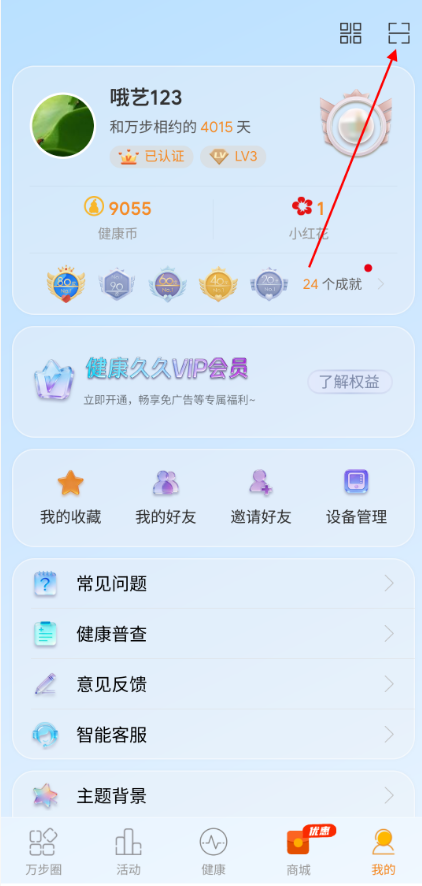 哦艺123
和万步相约的 4015 天
已认证
LV LV3
9055
1
健康币
小红花
80
90
24 个成就
健康久久VIP会员
立即开通，畅享免广告等专属福利~
了解权益
我的收藏 我的好友 邀请好友 设备管理
常见问题
健康普查
意见反馈
智能客服
主题背景
优惠
万步圈 活动 健康 商城 我的